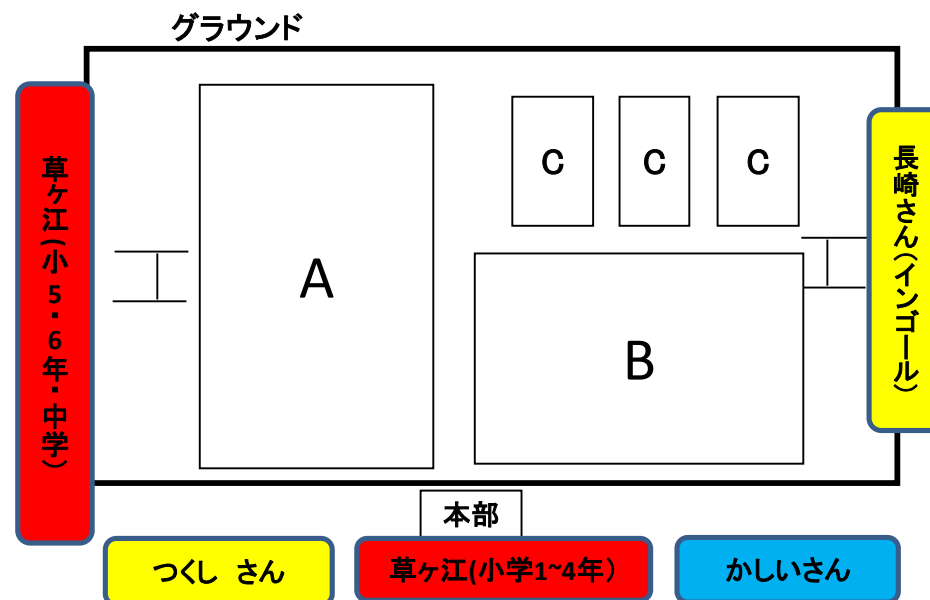 グラウンド
草ヶ江(小5・6年・中学)
A
C
C
C
B
長崎さん(インゴール)
本部
つくし さん
草ヶ江(小学1~4年)
かしいさん